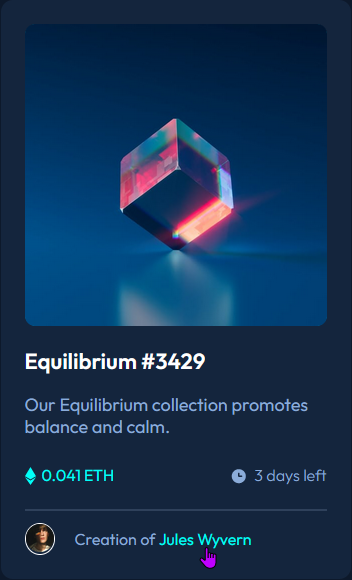 Equilibrium #3429
Our Equilibrium collection promotes
balance and calm.
0.041 ETH
3 days left
Creation of Jules Wyvern